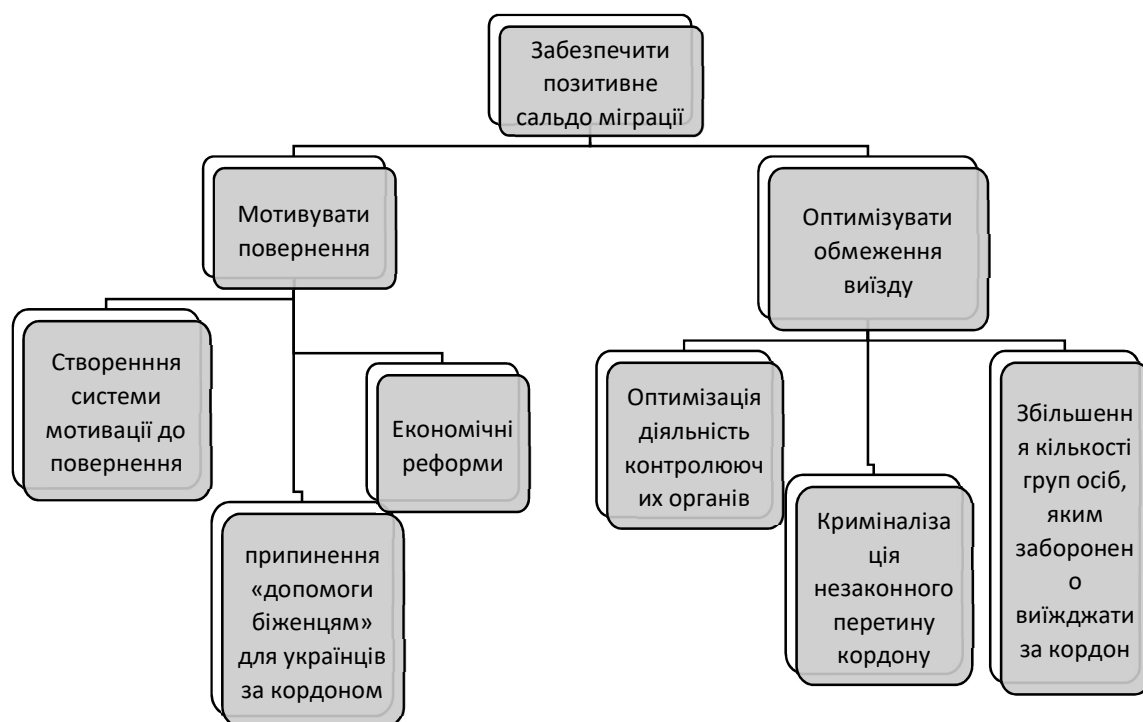 Забезпечити
позитивне
сальдо міграції
Мотивувати
повернення
Оптимізувати
обмеження
виїзду
Створенння
системи
мотивації до
повернення
припинення
«допомоги
біженцям»
для українців
за кордоном
Економічні
реформи
Оптимізація
діяльність
контролююч
их органів
Криміналіза
ція
незаконного
перетину
кордону
Збільшенн
я кількості
груп осіб,
яким
заборонен
о
виїжджати
за кордон